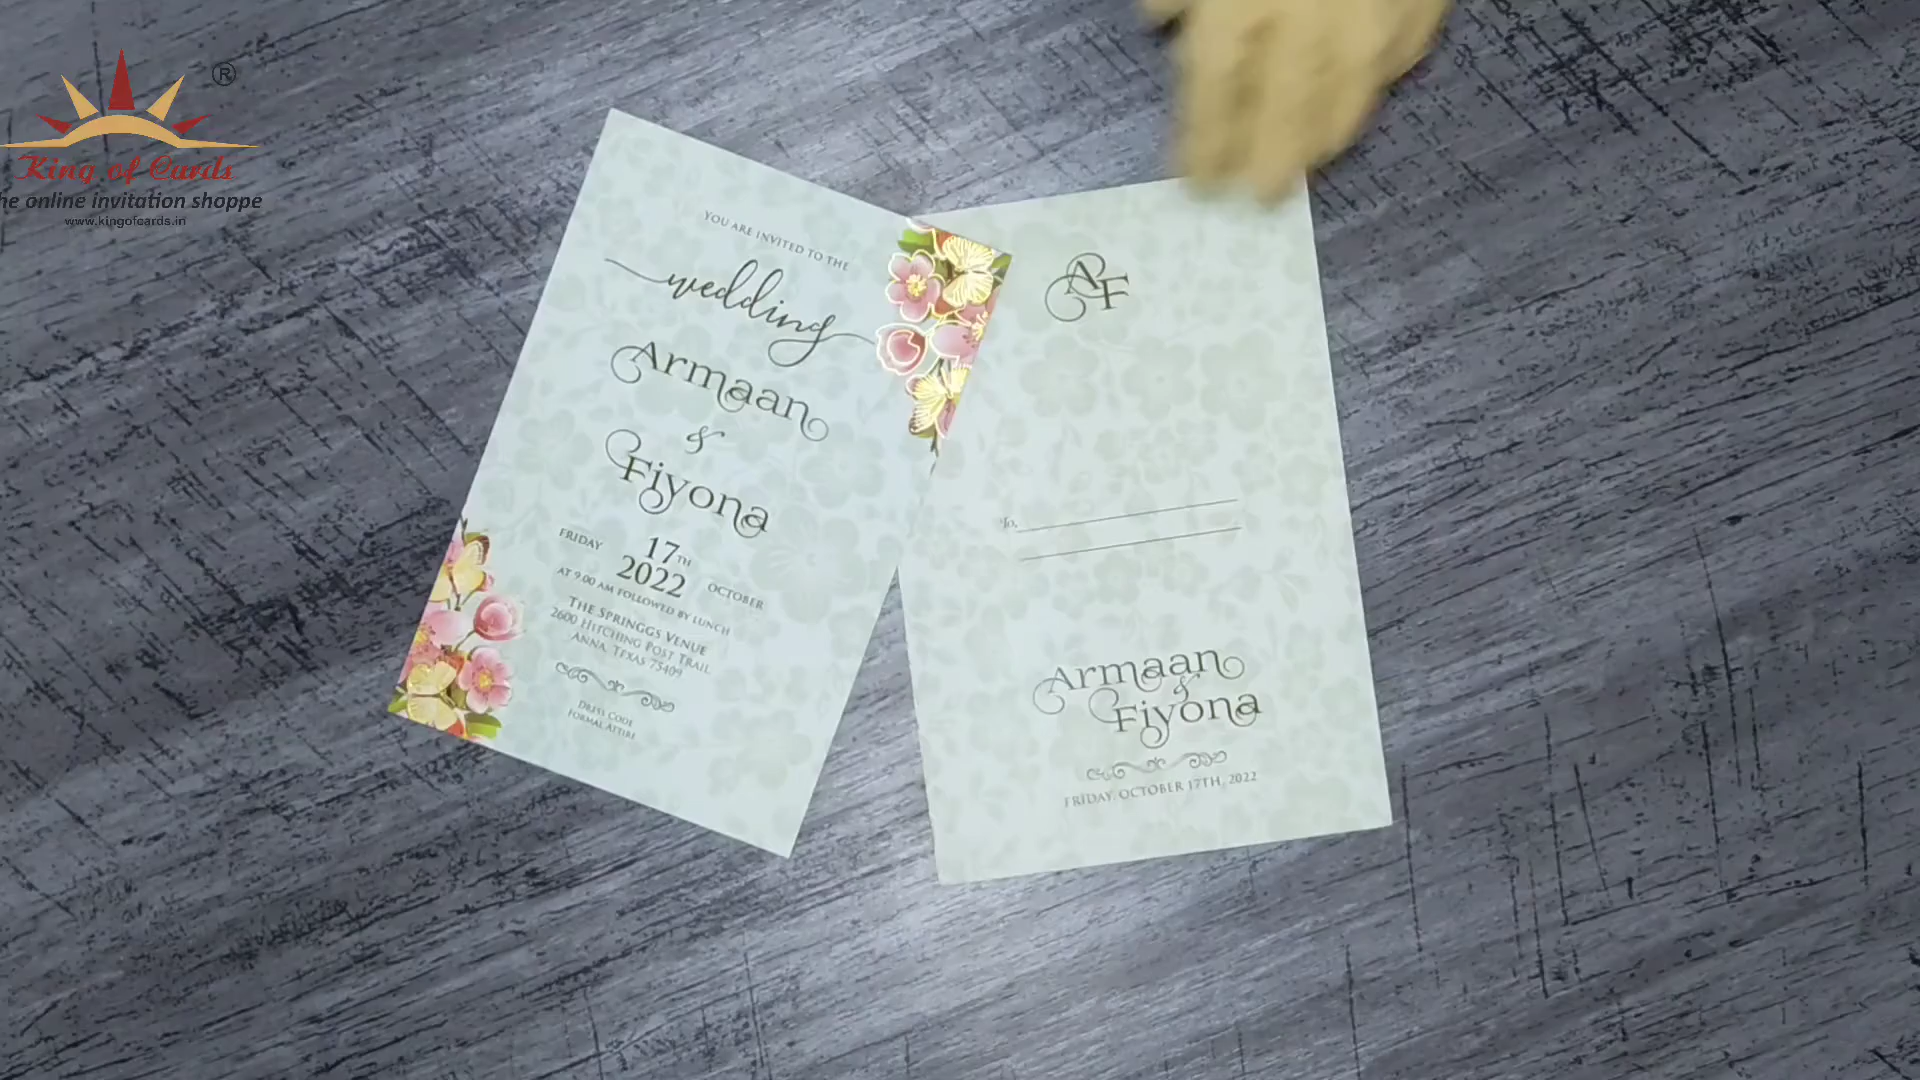 ®
King of Cards
he online invitation shoppe
www.kingofcards.in
YOU ARE INVITED TO THE
wedding
Armaan
&
Fiyona
FRIDAY 17TH OCTOBER
2022
AT 9.00 AM FOLLOWED BY LUNCH
THE SPRINGGS VENUE
2600 HITCHING POST TRAIL
ANNA, TEXAS 75409
DRESS CODE
FORMAL ATTIRE
AF
To,
Armaan
&
Fiyona
FRIDAY, OCTOBER 17TH, 2022